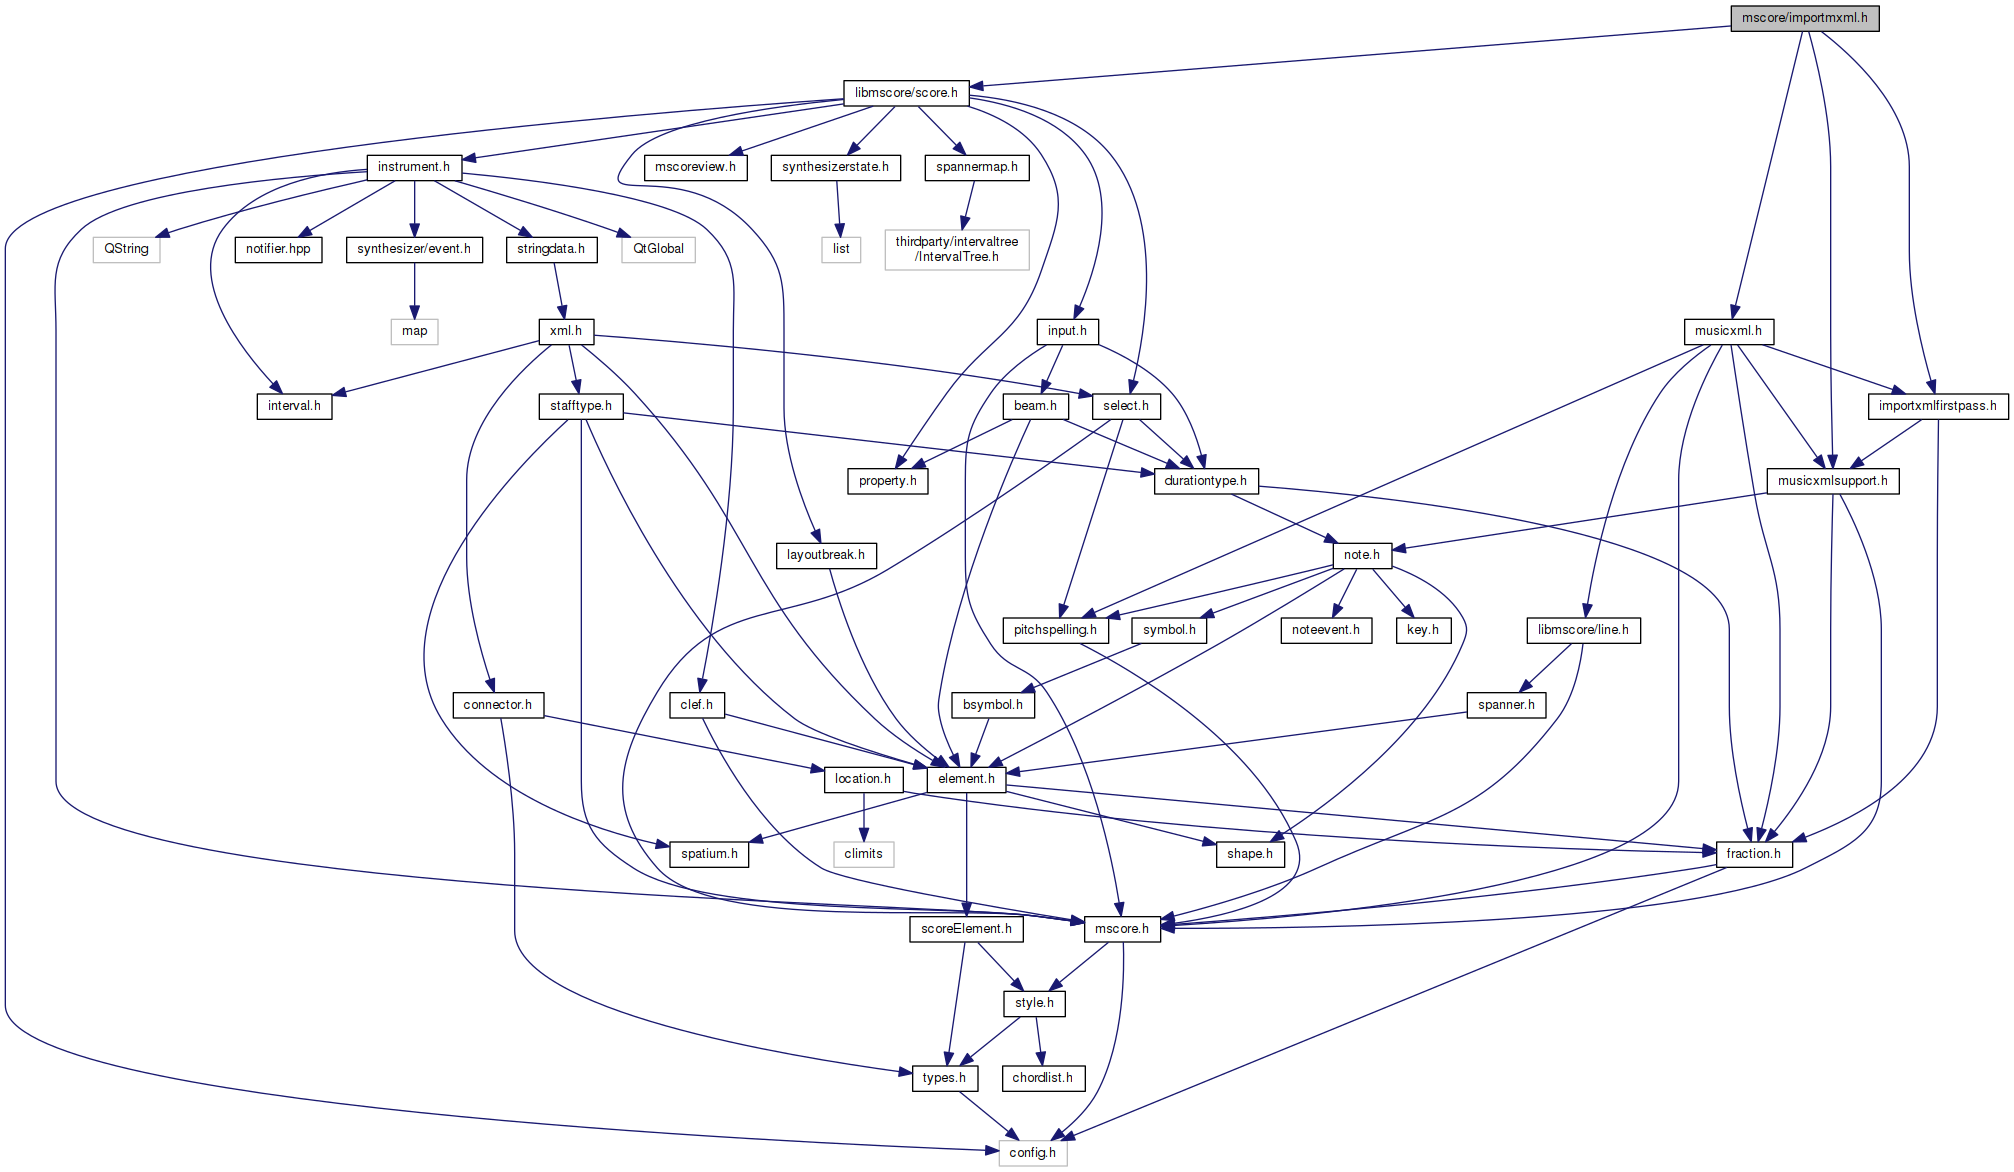 mscore/importmxml.h
libmscore/score.h
instrument.h
mscoreview.h
synthesizerstate.h
spannermap.h
QString
notifier.hpp
synthesizer/event.h
stringdata.h
QtGlobal
list
thirdparty/intervaltree
/IntervalTree.h
map
xml.h
input.h
musicxml.h
interval.h
stafftype.h
beam.h
select.h
importxmlfirstpass.h
property.h
durationtype.h
musicxmlsupport.h
layoutbreak.h
note.h
pitchspelling.h
symbol.h
noteevent.h
key.h
libmscore/line.h
connector.h
clef.h
bsymbol.h
spanner.h
location.h
element.h
spatium.h
climits
shape.h
fraction.h
scoreElement.h
mscore.h
style.h
types.h
chordlist.h
config.h